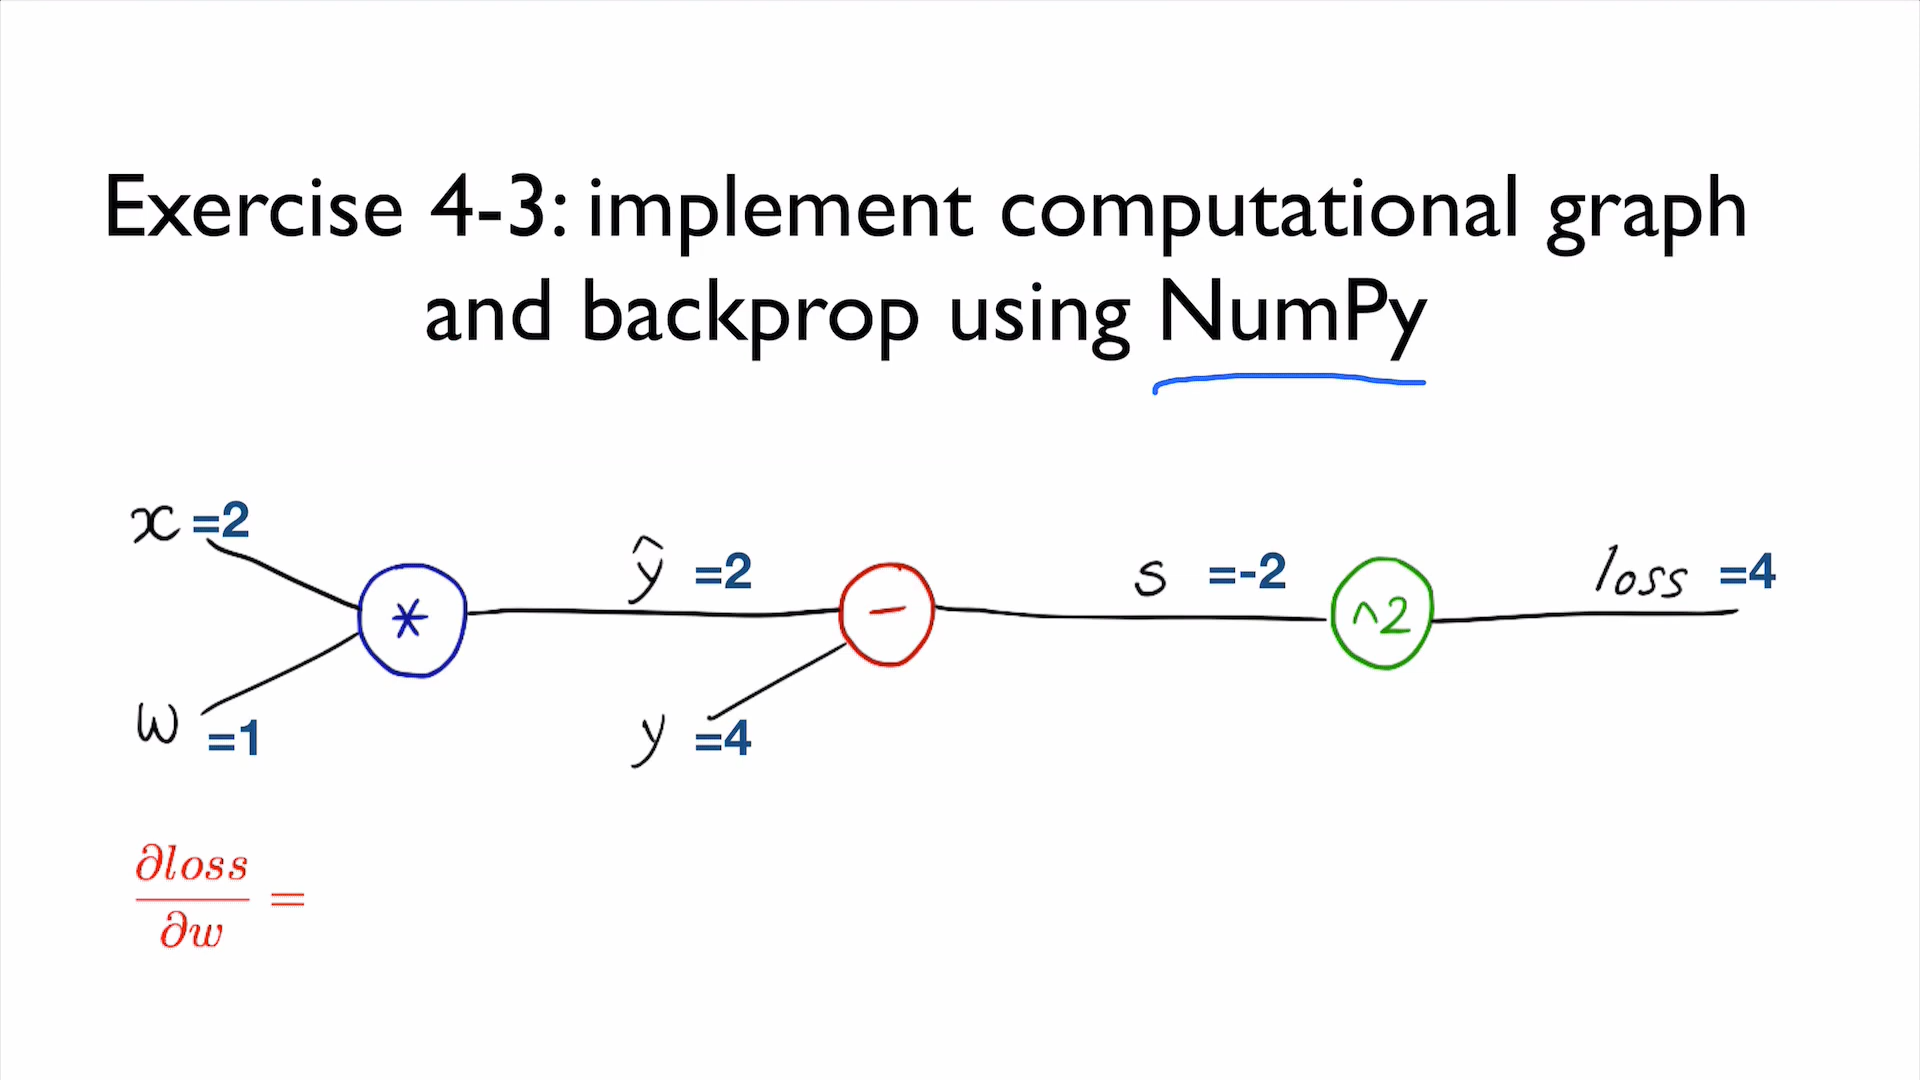 Exercise 4-3: implement computational graph
and backprop using NumPy
x =2
ŷ =2
s =-2
loss =4
*
−
^2
w =1
y =4
∂loss
∂w
=